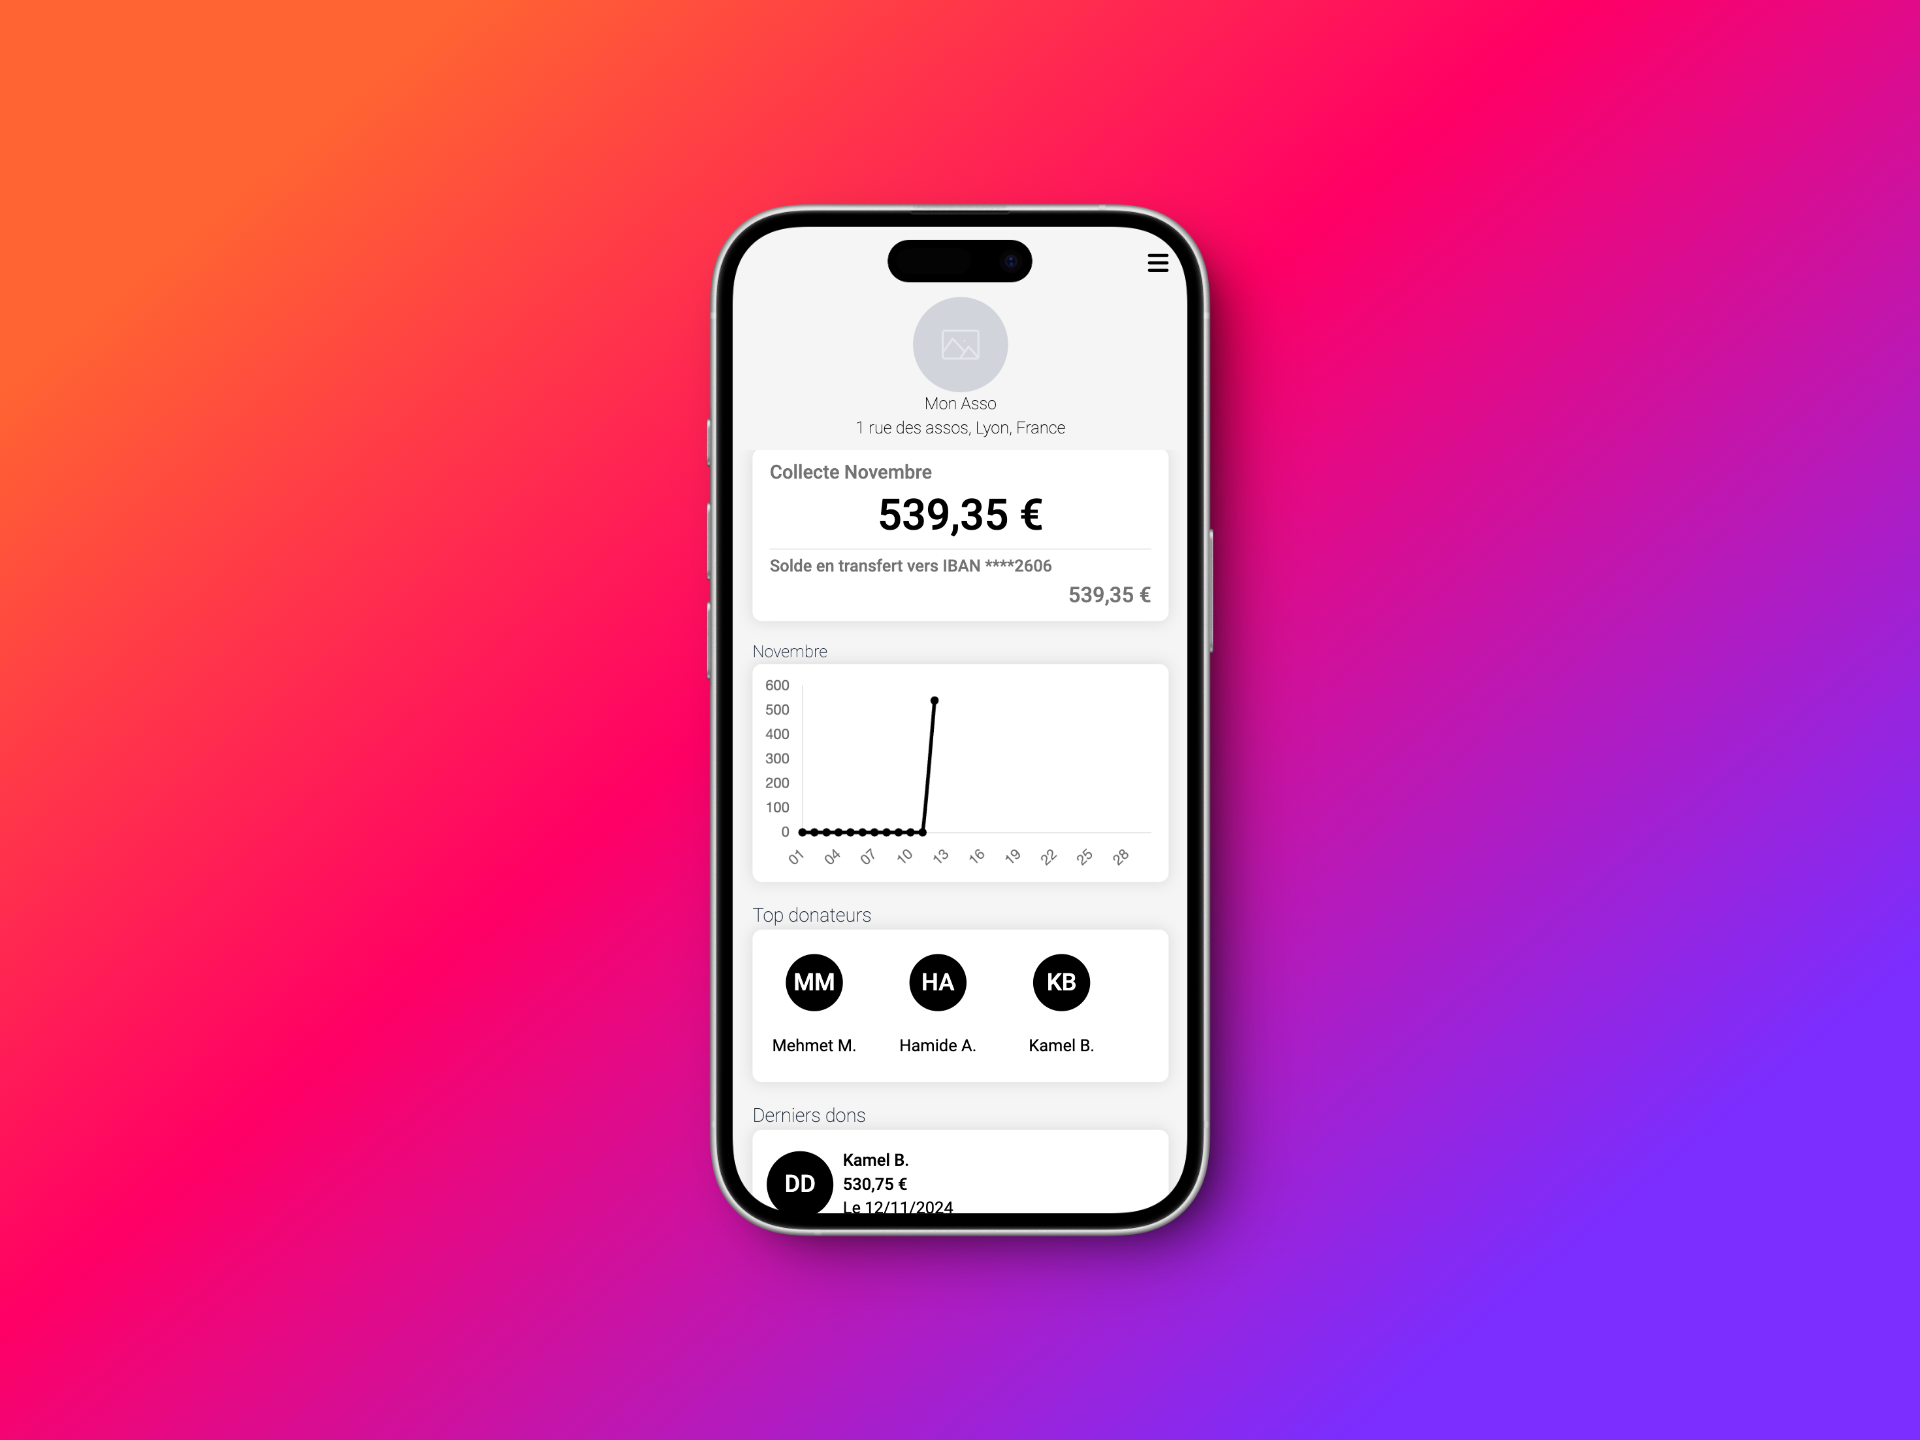 Mon Asso
1 rue des assos, Lyon, France
Collecte Novembre
539,35 €
Solde en transfert vers IBAN ****2606
539,35 €
Novembre
600
500
400
300
200
100
0
01 04 07 10 13 16 19 22 25 28
Top donateurs
MM HA KB
Mehmet M. Hamide A. Kamel B.
Derniers dons
DD
Kamel B.
530,75 €
Le 12/11/2024